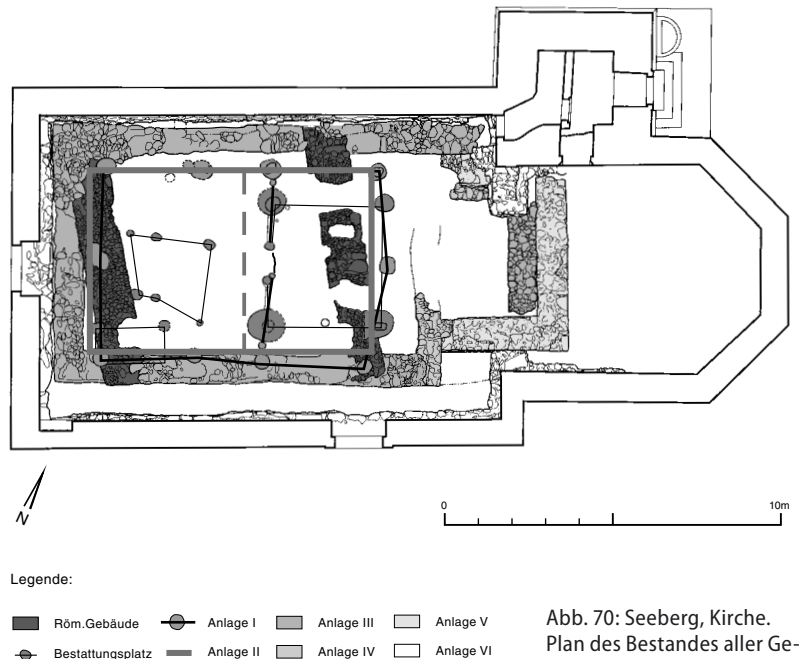 N
0 10m
Legende:
Röm.Gebäude Anlage I Anlage III Anlage V
Bestattungsplatz Anlage II Anlage IV Anlage VI
Abb. 70: Seeberg, Kirche.
Plan des Bestandes aller Ge-